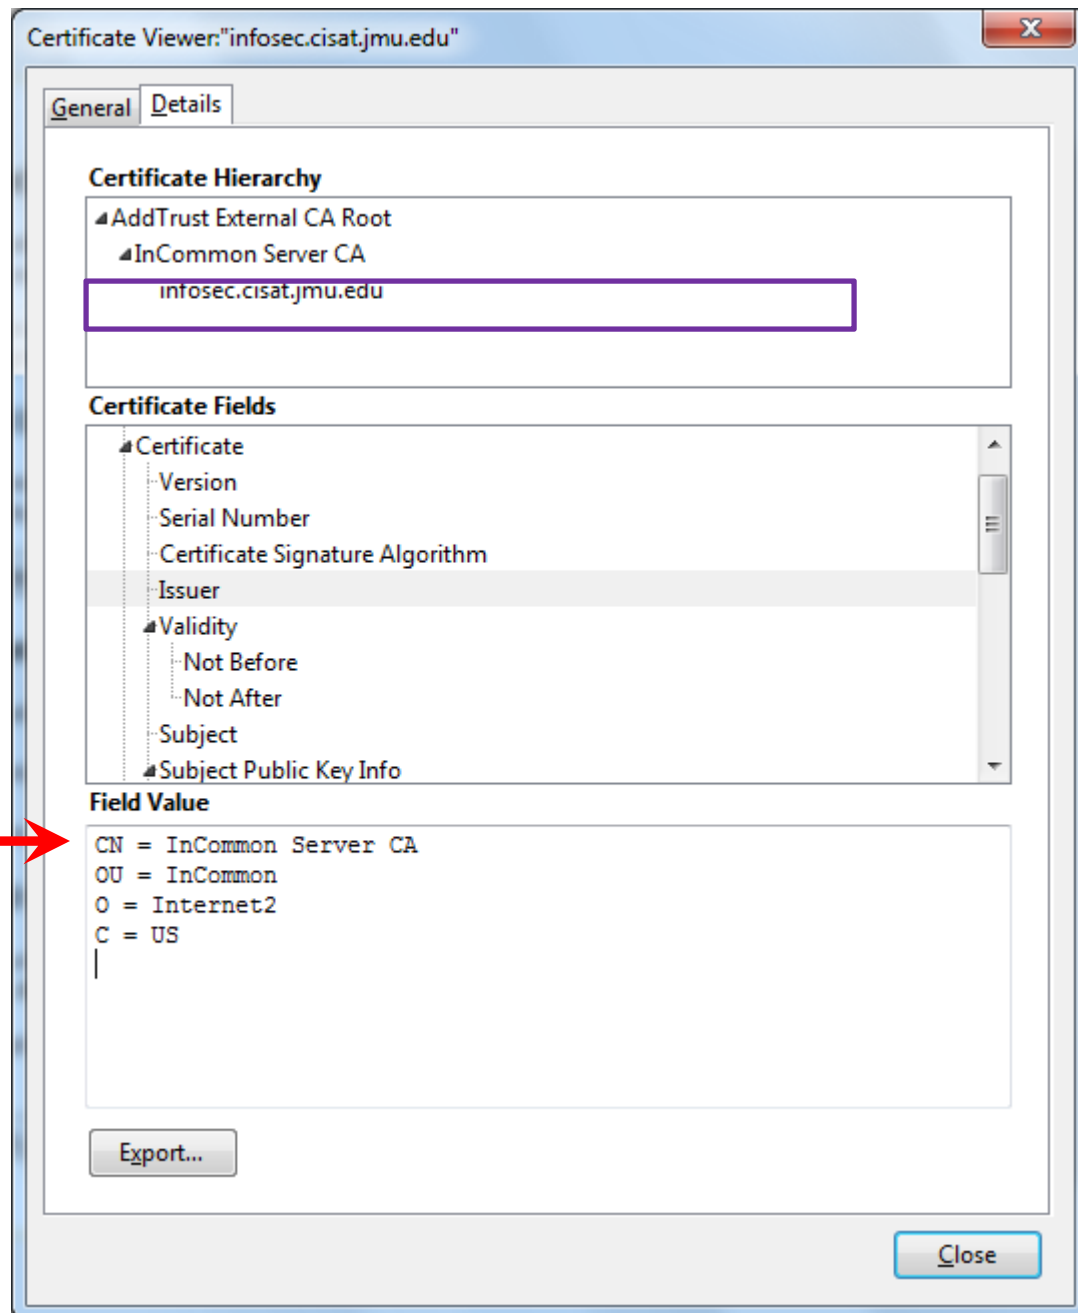 Certificate Viewer:"infosec.cisat.jmu.edu"
x
General Details
Certificate Hierarchy
AddTrust External CA Root
InCommon Server CA
infosec.cisat.jmu.edu
Certificate Fields
Certificate
Version
Serial Number
Certificate Signature Algorithm
Issuer
Validity
Not Before
Not After
Subject
Subject Public Key Info
Field Value
CN = InCommon Server CA
OU = InCommon
O = Internet2
C = US
Export...
Close